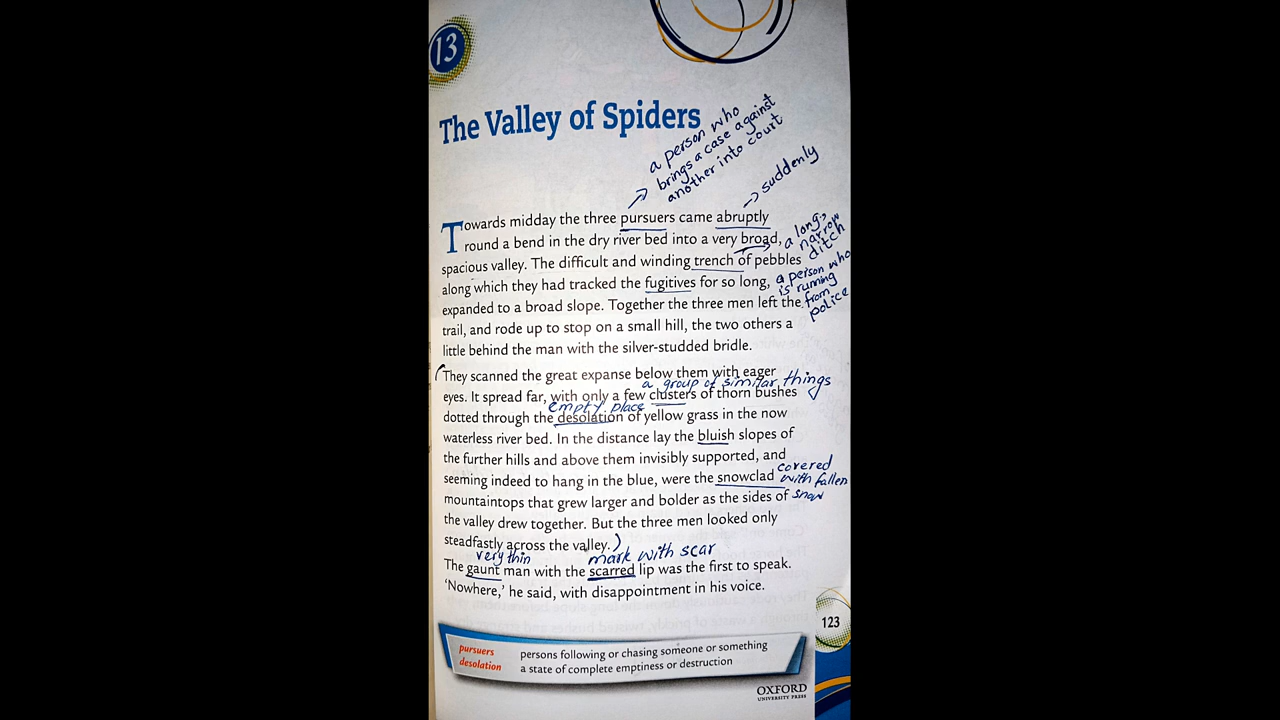 13
The Valley of Spiders
a person who
brings a case against
another into court
suddenly
Towards midday the three pursuers came abruptly
round a bend in the dry river bed into a very broad,
a long,
narrow
ditch
spacious valley. The difficult and winding trench of pebbles
along which they had tracked the fugitives for so long,
a person who
is running
from
police
expanded to a broad slope. Together the three men left the
trail, and rode up to stop on a small hill, the two others a
little behind the man with the silver-studded bridle.
(They scanned the great expanse below them with eager
a group of similar things
eyes. It spread far, with only a few clusters of thorn bushes
empty place
dotted through the desolation of yellow grass in the now
waterless river bed. In the distance lay the bluish slopes of
the further hills and above them invisibly supported, and
seeming indeed to hang in the blue, were the snowclad
covered
with fallen
snow
mountaintops that grew larger and bolder as the sides of
the valley drew together. But the three men looked only
steadfastly across the valley.)
very thin
mark with scar
The gaunt man with the scarred lip was the first to speak.
‘Nowhere,’ he said, with disappointment in his voice.
123
pursuers persons following or chasing someone or something
desolation a state of complete emptiness or destruction
OXFORD
UNIVERSITY PRESS